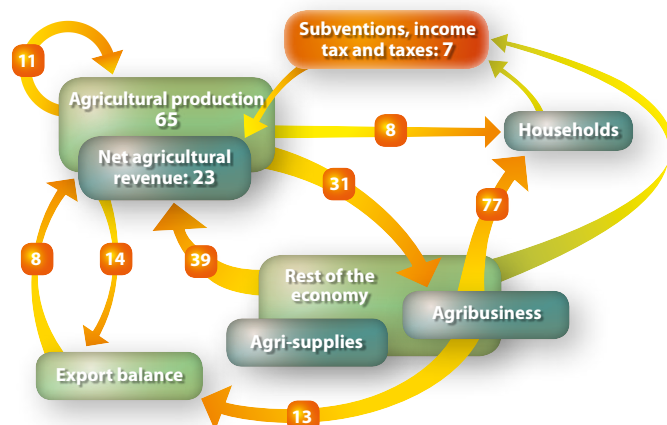 Subventions, income
tax and taxes: 7
11
Agricultural production
65
8
Households
Net agricultural
revenue: 23
31
77
8
14
39
Rest of the
economy
Agribusiness
Agri-supplies
Export balance
13